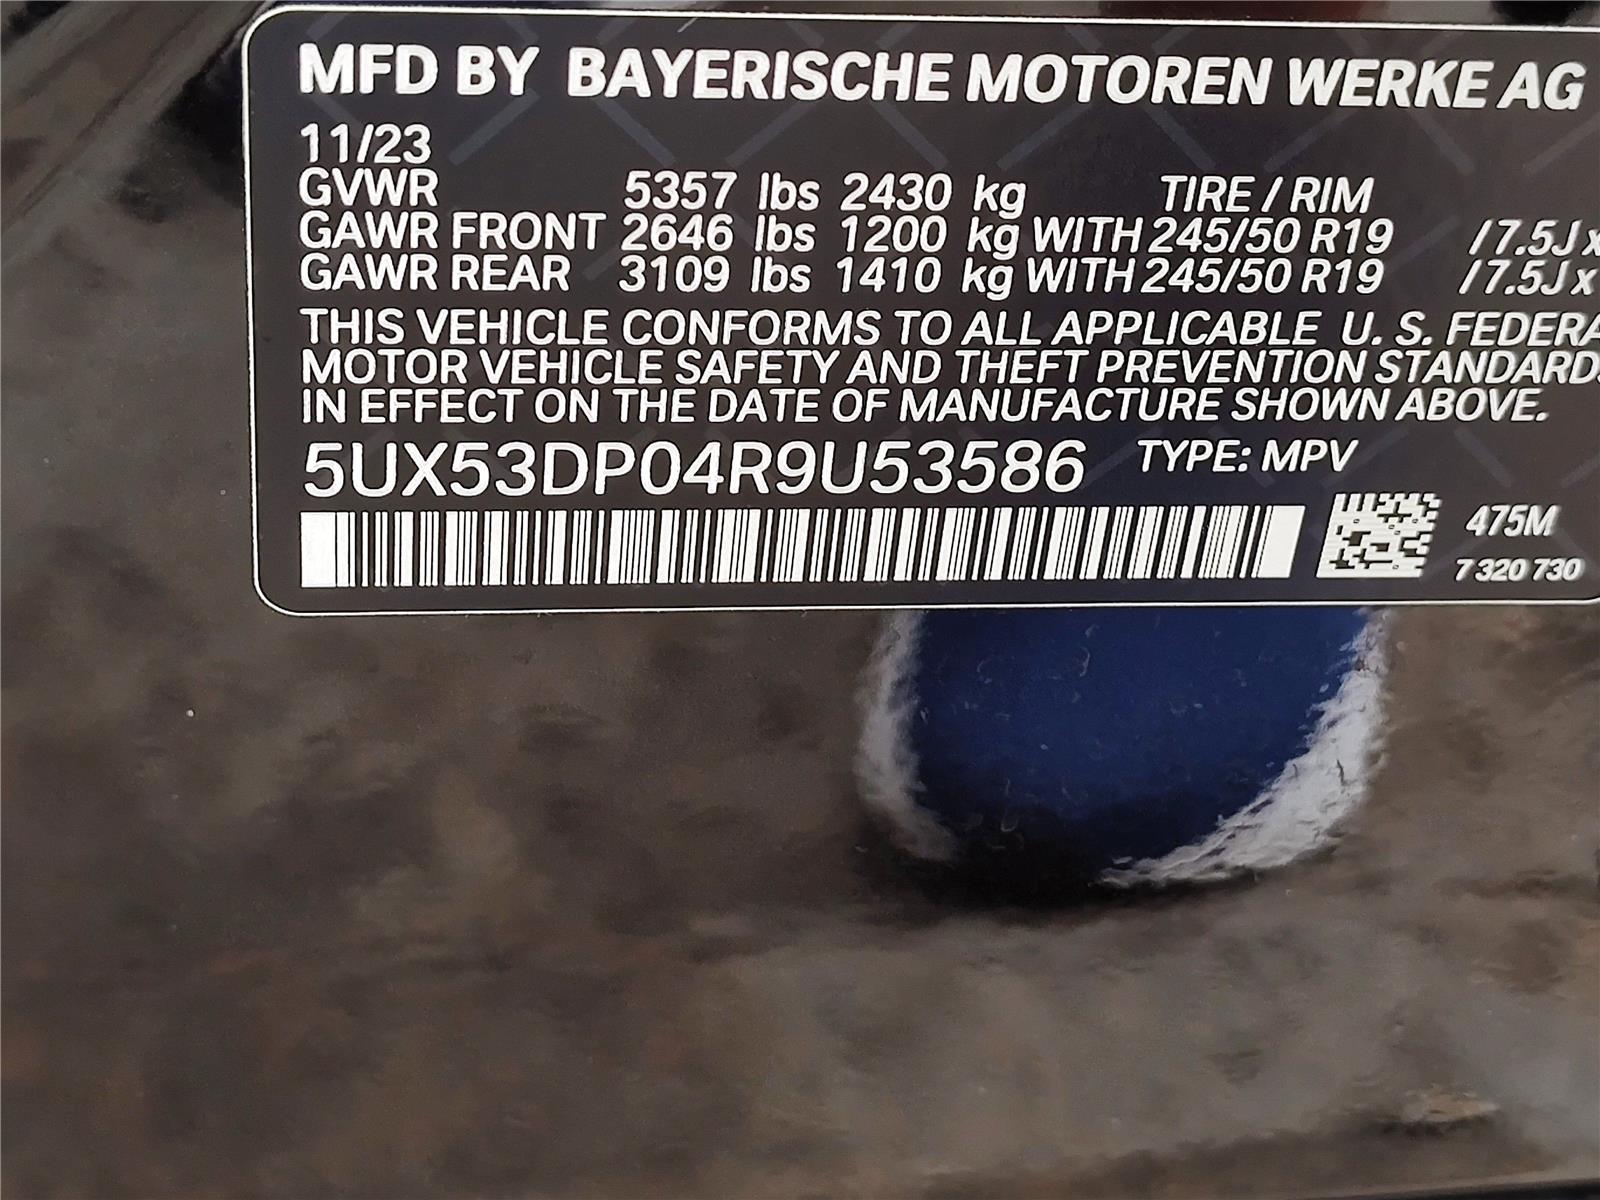 MFD BY BAYERISCHE MOTOREN WERKE AG
11/23
GVWR 5357 lbs 2430 kg TIRE / RIM
GAWR FRONT 2646 lbs 1200 kg WITH 245/50 R19 / 7.5J x
GAWR REAR 3109 lbs 1410 kg WITH 245/50 R19 / 7.5J x
THIS VEHICLE CONFORMS TO ALL APPLICABLE U. S. FEDERA
MOTOR VEHICLE SAFETY AND THEFT PREVENTION STANDARDS
IN EFFECT ON THE DATE OF MANUFACTURE SHOWN ABOVE.
5UX53DP04R9U53586 TYPE: MPV
475M
7 320 730